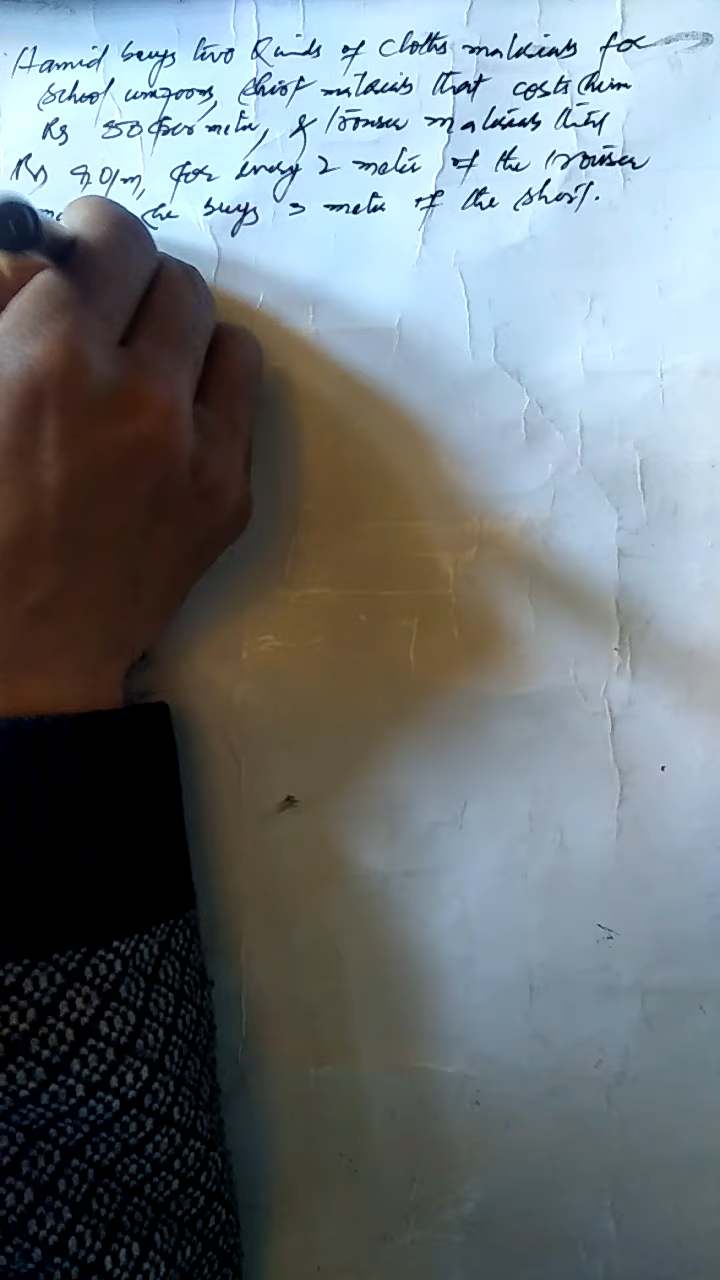 Hamid buys two kinds of cloths materials for
school uniforms, shirt materials that costs him
Rs 50 per meter, & trouser materials that
Rs 90/m, for every 2 meter of the trouser
he buys 3 meter of the shirt.